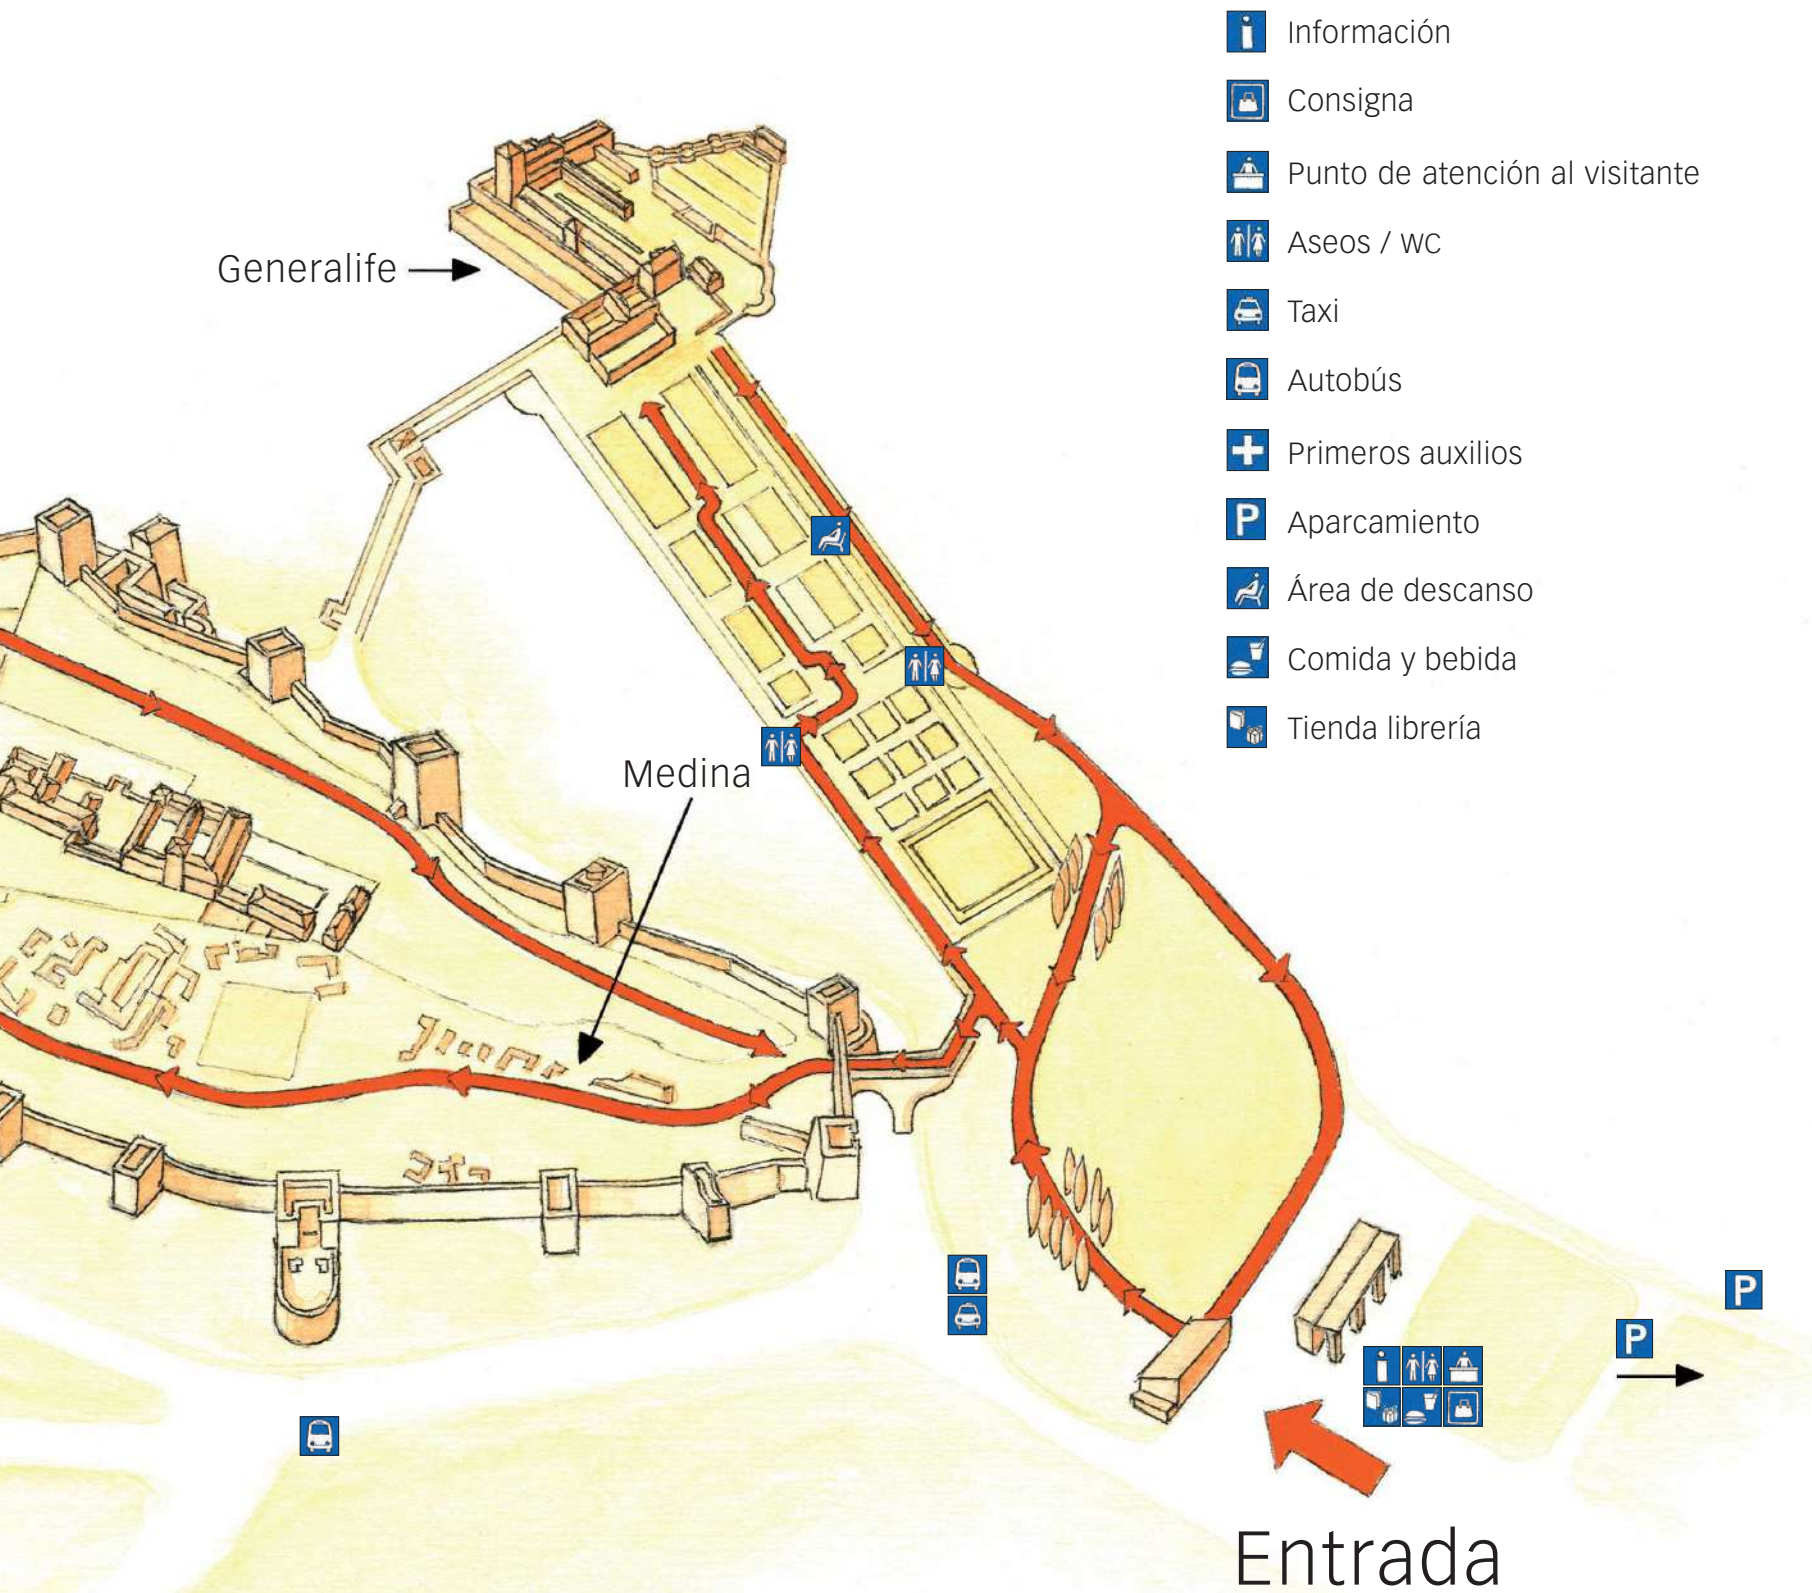 Información
Consigna
Punto de atención al visitante
Aseos / WC
Taxi
Autobús
Primeros auxilios
P Aparcamiento
Área de descanso
Comida y bebida
Tienda librería
Generalife
Medina
P
P
Entrada